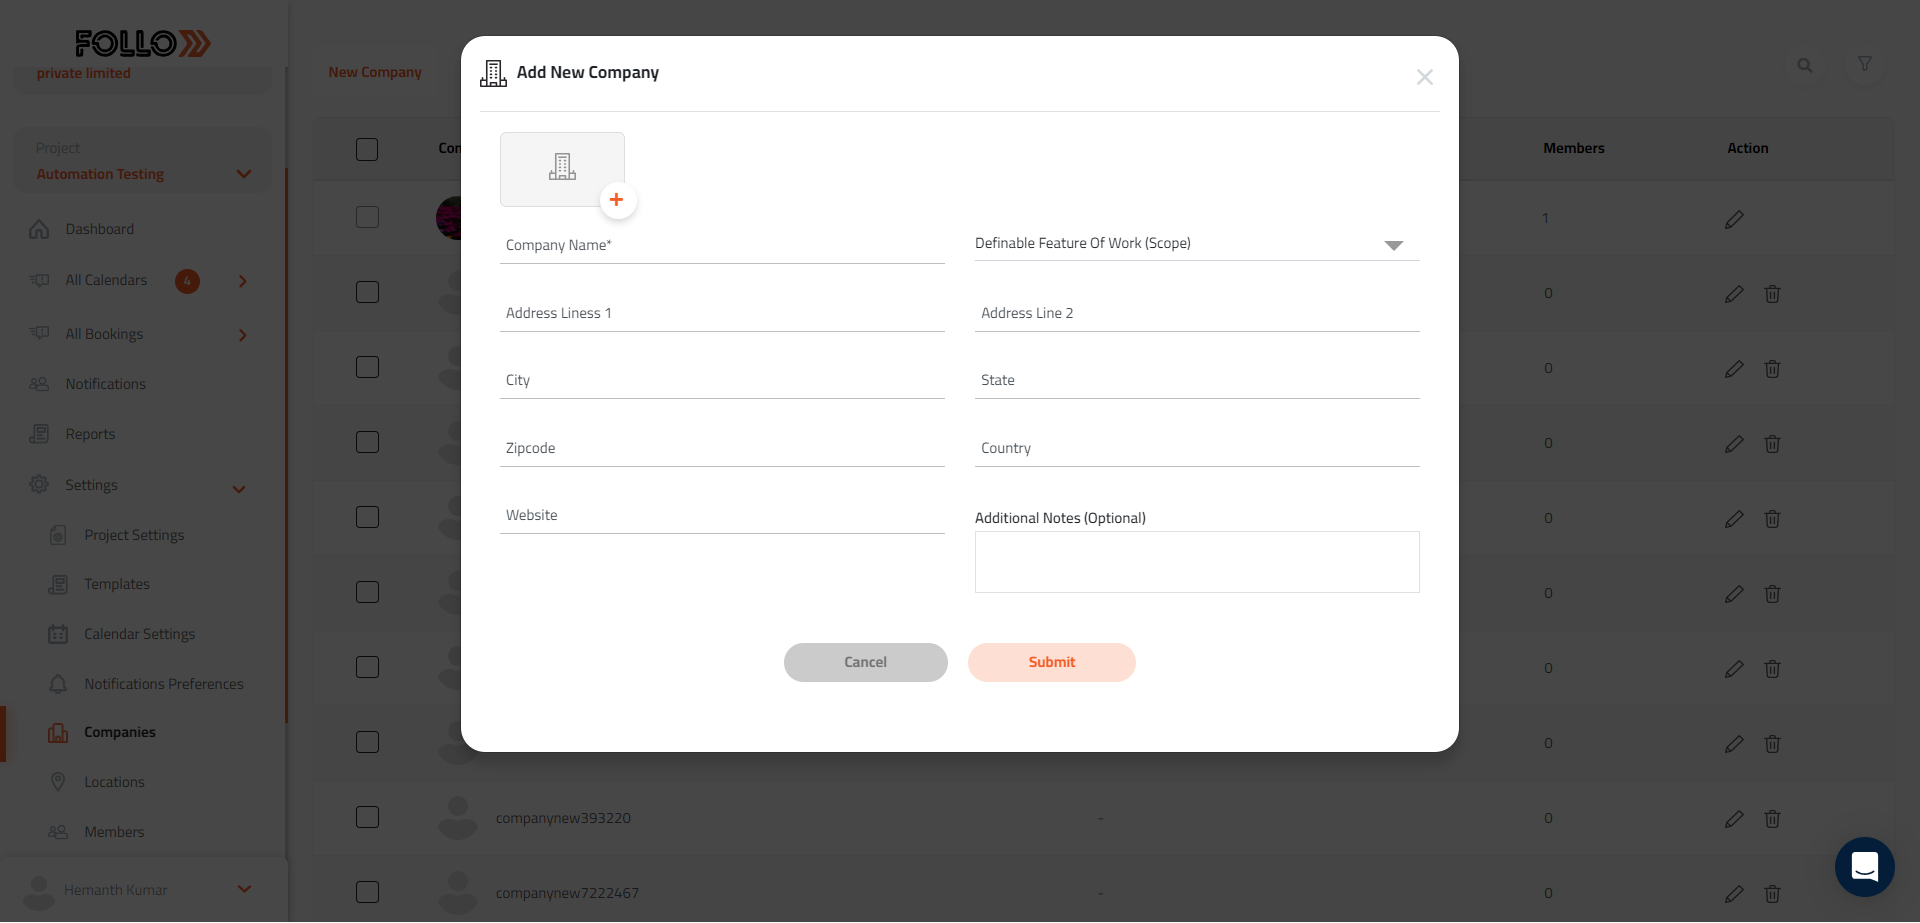 FOLLO
private limited
Project
Automation Testing
Dashboard
All Calendars 4
All Bookings
Notifications
Reports
Settings
Project Settings
Templates
Calendar Settings
Notifications Preferences
Companies
Locations
Members
Hemanth Kumar
New Company
Con
Members
Action
1
0
0
0
0
0
0
0
companynew393220 - 0
companynew7222467 - 0
Add New Company
Company Name*
Definable Feature Of Work (Scope)
Address Liness 1
Address Line 2
City
State
Zipcode
Country
Website
Additional Notes (Optional)
Cancel
Submit